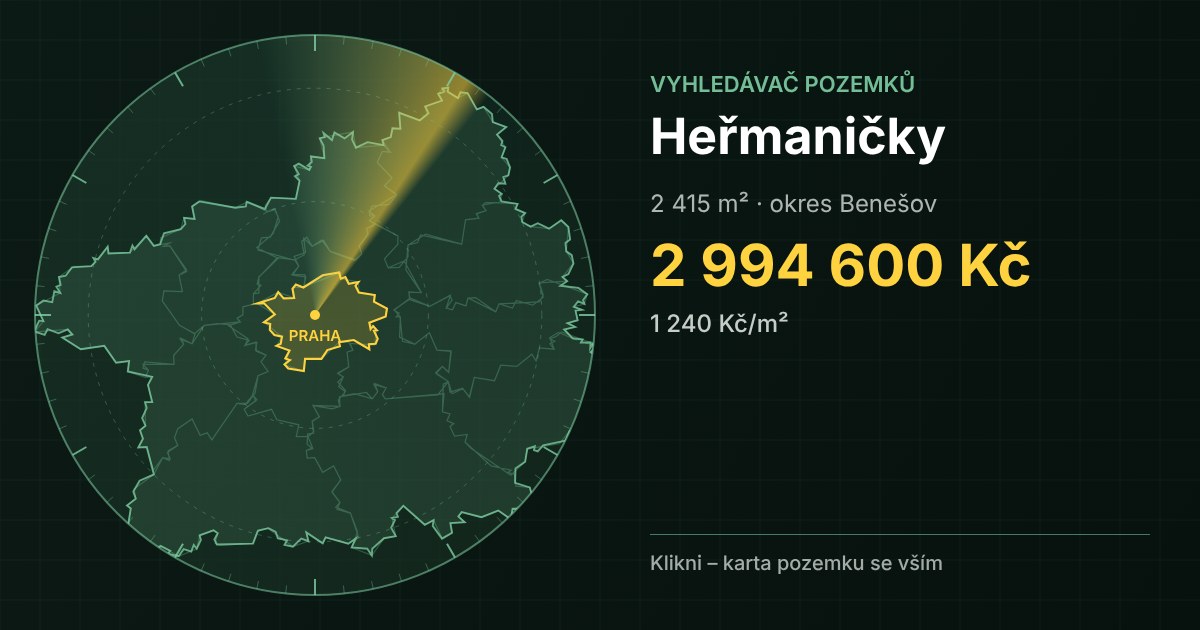 VYHLEDÁVAČ POZEMKŮ
Heřmaničky
2 415 m² · okres Benešov
2 994 600 Kč
1 240 Kč/m²
PRAHA
Klikni – karta pozemku se vším